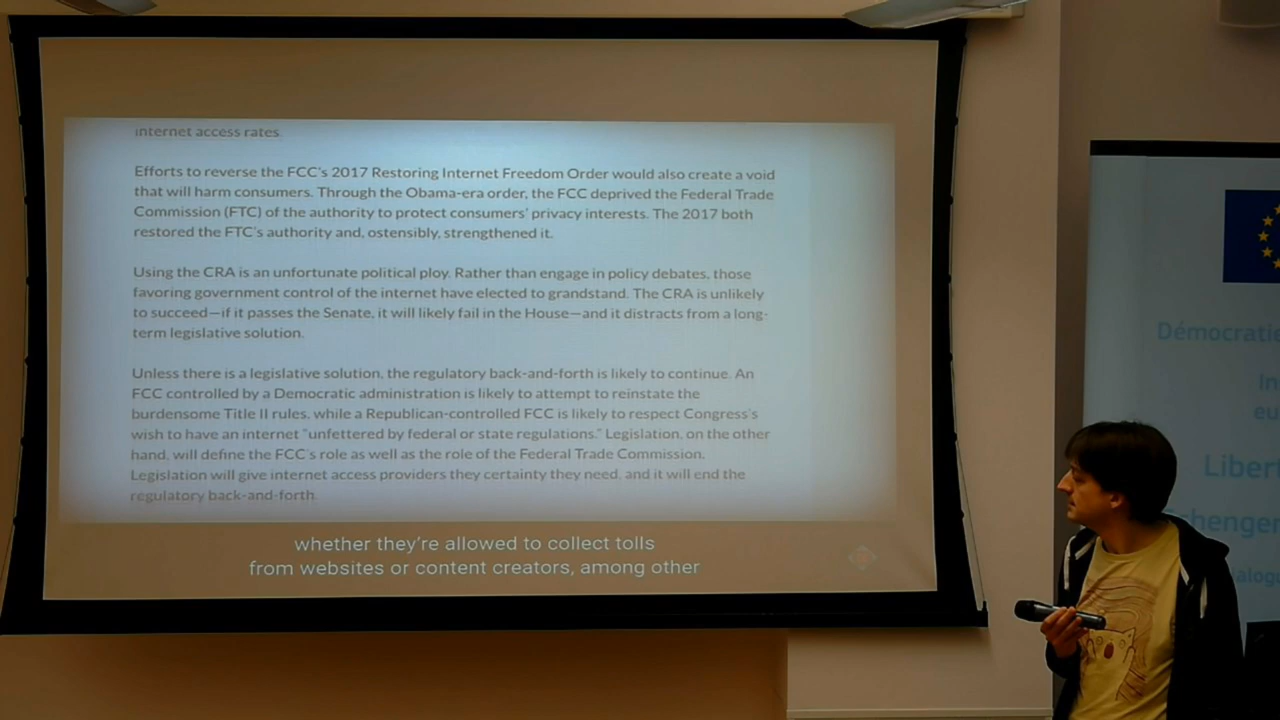 internet access rates.
Efforts to reverse the FCC's 2017 Restoring Internet Freedom Order would also create a void
that will harm consumers. Through the Obama-era order, the FCC deprived the Federal Trade
Commission (FTC) of the authority to protect consumers' privacy interests. The 2017 both
restored the FTC's authority and, ostensibly, strengthened it.
Using the CRA is an unfortunate political ploy. Rather than engage in policy debates, those
favoring government control of the internet have elected to grandstand. The CRA is unlikely
to succeed—if it passes the Senate, it will likely fail in the House—and it distracts from a long-
term legislative solution.
Unless there is a legislative solution, the regulatory back-and-forth is likely to continue. An
FCC controlled by a Democratic administration is likely to attempt to reinstate the
burdensome Title II rules, while a Republican-controlled FCC is likely to respect Congress's
wish to have an internet "unfettered by federal or state regulations." Legislation, on the other
hand, will define the FCC's role as well as the role of the Federal Trade Commission.
Legislation will give internet access providers they certainty they need, and it will end the
regulatory back-and-forth.
whether they're allowed to collect tolls
from websites or content creators, among other
Démocratie
In
eu
Libert
chengen
ialog